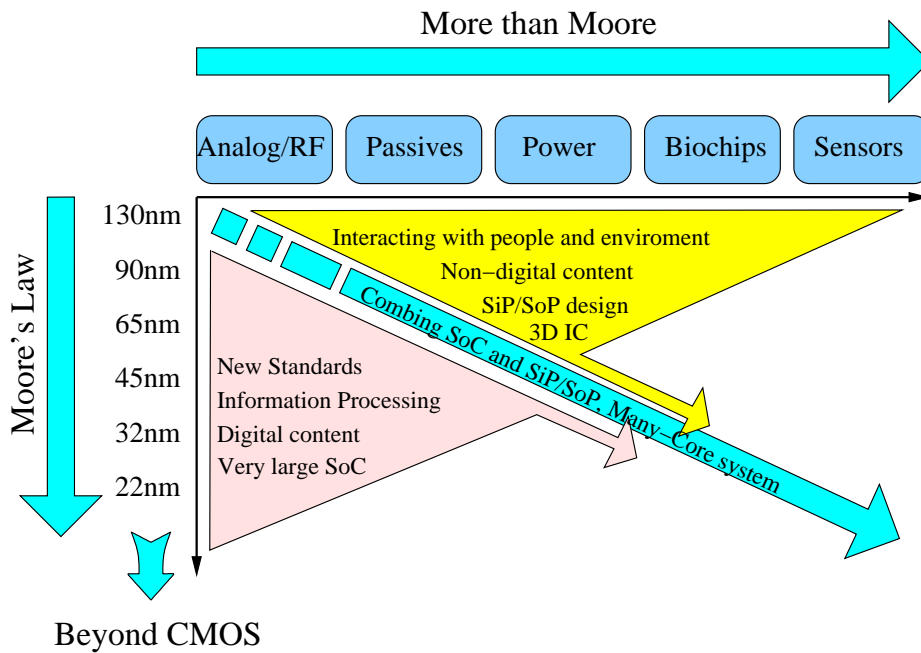 More than Moore
Analog/RF
Passives
Power
Biochips
Sensors
Moore's Law
130nm
90nm
65nm
45nm
32nm
22nm
Interacting with people and enviroment
Non−digital content
SiP/SoP design
3D IC
Combing SoC and SiP/SoP, Many−Core system
New Standards
Information Processing
Digital content
Very large SoC
Beyond CMOS